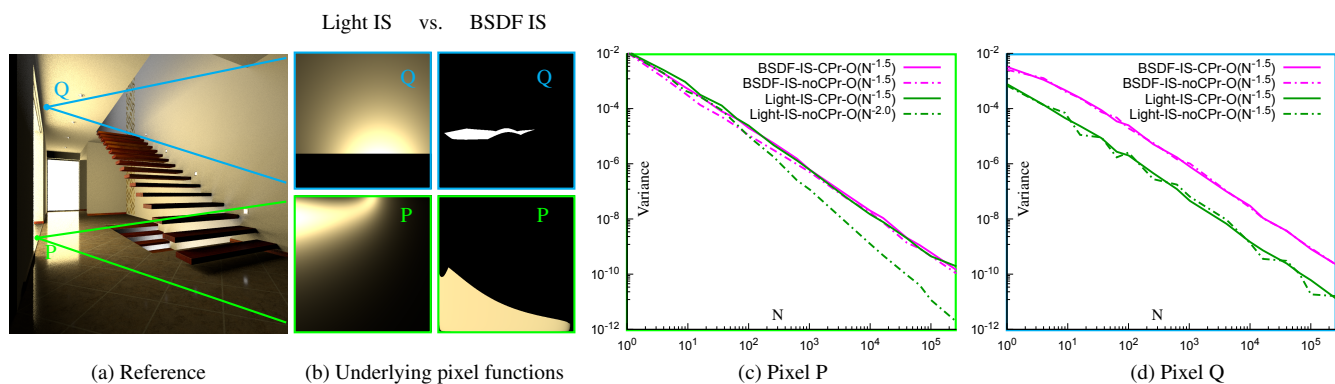 Light IS vs. BSDF IS
Q
P
Q
Q
P
P
10^-2
10^-4
10^-6
10^-8
10^-10
10^-12
Variance
BSDF-IS-CPr-O(N^-1.5)
BSDF-IS-noCPr-O(N^-1.5)
Light-IS-CPr-O(N^-1.5)
Light-IS-noCPr-O(N^-2.0)
N
10^0 10^1 10^2 10^3 10^4 10^5
10^-2
10^-4
10^-6
10^-8
10^-10
10^-12
Variance
BSDF-IS-CPr-O(N^-1.5)
BSDF-IS-noCPr-O(N^-1.5)
Light-IS-CPr-O(N^-1.5)
Light-IS-noCPr-O(N^-1.5)
N
10^0 10^1 10^2 10^3 10^4 10^5
(a) Reference
(b) Underlying pixel functions
(c) Pixel P
(d) Pixel Q